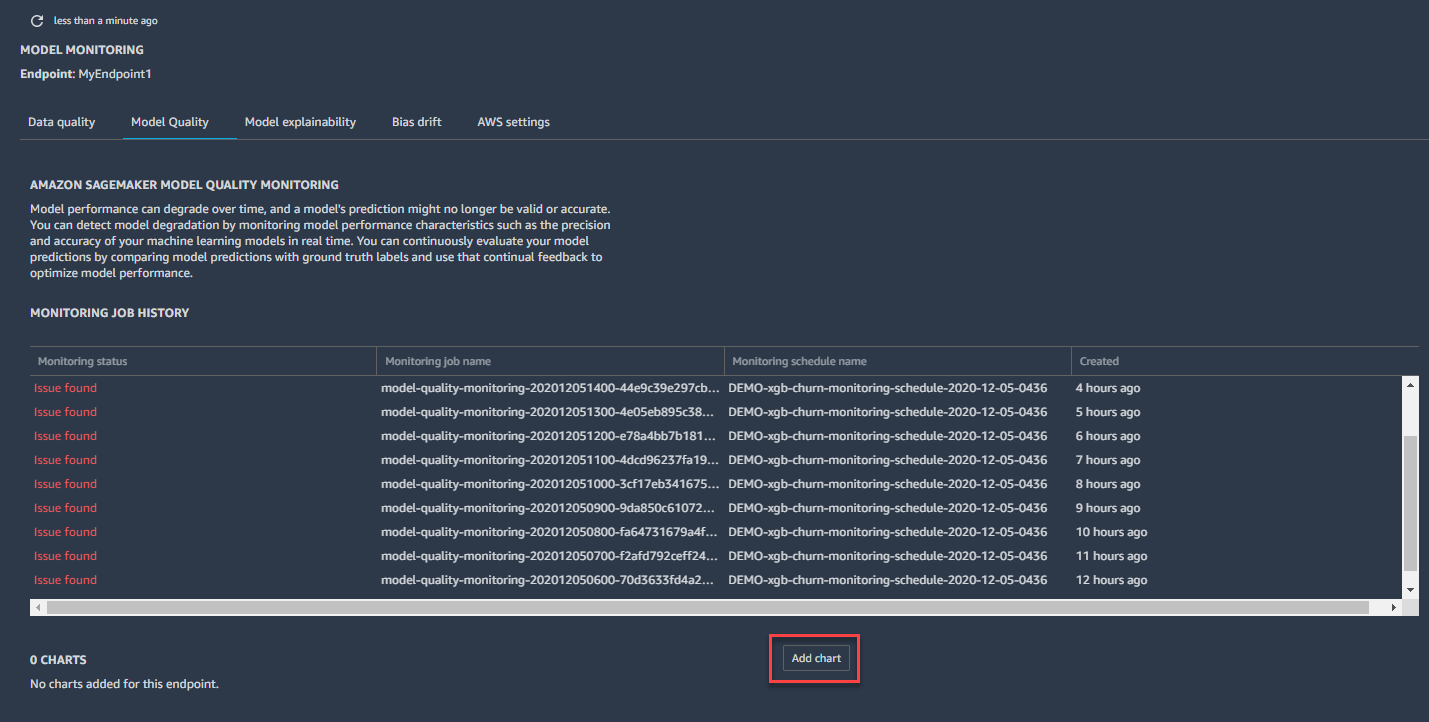 less than a minute ago
MODEL MONITORING
Endpoint: MyEndpoint1
Data quality Model Quality Model explainability Bias drift AWS settings
AMAZON SAGEMAKER MODEL QUALITY MONITORING
Model performance can degrade over time, and a model's prediction might no longer be valid or accurate.
You can detect model degradation by monitoring model performance characteristics such as the precision
and accuracy of your machine learning models in real time. You can continuously evaluate your model
predictions by comparing model predictions with ground truth labels and use that continual feedback to
optimize model performance.
MONITORING JOB HISTORY
Monitoring status Monitoring job name Monitoring schedule name Created
Issue found model-quality-monitoring-202012051400-44e9c39e297cb... DEMO-xgb-churn-monitoring-schedule-2020-12-05-0436 4 hours ago
Issue found model-quality-monitoring-202012051300-4e05eb895c38... DEMO-xgb-churn-monitoring-schedule-2020-12-05-0436 5 hours ago
Issue found model-quality-monitoring-202012051200-e78a4bb7b181... DEMO-xgb-churn-monitoring-schedule-2020-12-05-0436 6 hours ago
Issue found model-quality-monitoring-202012051100-4dcd96237fa19... DEMO-xgb-churn-monitoring-schedule-2020-12-05-0436 7 hours ago
Issue found model-quality-monitoring-202012051000-3cf17eb341675... DEMO-xgb-churn-monitoring-schedule-2020-12-05-0436 8 hours ago
Issue found model-quality-monitoring-202012050900-9da850c61072... DEMO-xgb-churn-monitoring-schedule-2020-12-05-0436 9 hours ago
Issue found model-quality-monitoring-202012050800-fa64731679a4f... DEMO-xgb-churn-monitoring-schedule-2020-12-05-0436 10 hours ago
Issue found model-quality-monitoring-202012050700-f2afd792ceff24... DEMO-xgb-churn-monitoring-schedule-2020-12-05-0436 11 hours ago
Issue found model-quality-monitoring-202012050600-70d3633fd4a2... DEMO-xgb-churn-monitoring-schedule-2020-12-05-0436 12 hours ago
0 CHARTS Add chart
No charts added for this endpoint.